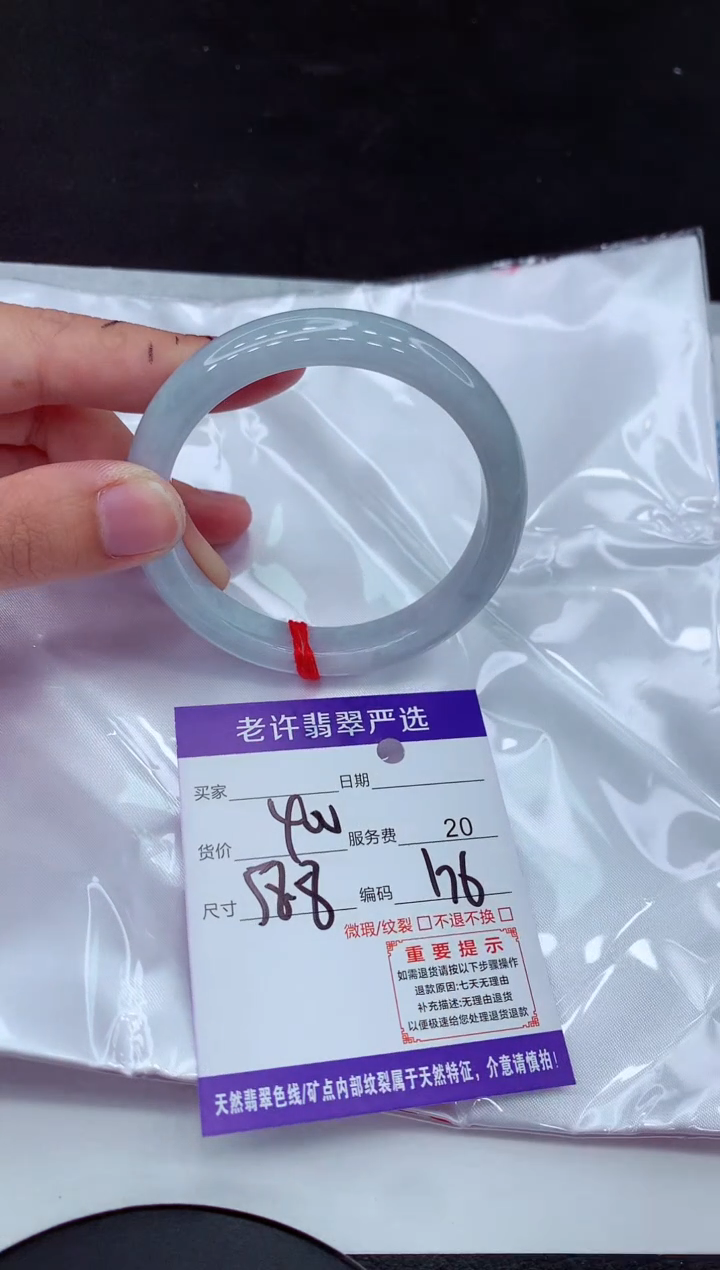 老许翡翠严选
买家 日期
货价 4w 服务费 20
尺寸 58.8 编码 176
微瑕/纹裂 □不退不换 □
重要提示
如需退货请按以下步骤操作
退款原因:七天无理由
补充描述:无理由退货
以便极速给您处理退货退款
天然翡翠色线/矿点内部纹裂属于天然特征，介意请慎拍!